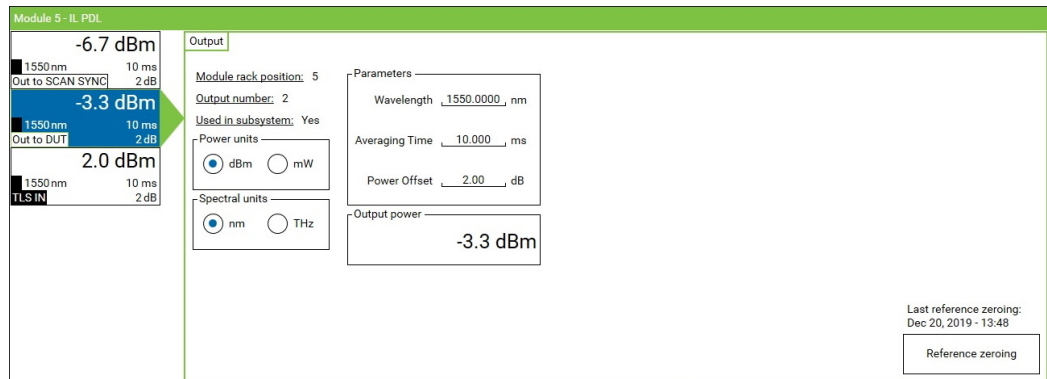 Module 5 - IL PDL
-6.7 dBm
1550 nm 10 ms
Out to SCAN SYNC 2 dB
-3.3 dBm
1550 nm 10 ms
Out to DUT 2 dB
2.0 dBm
1550 nm 10 ms
TLS IN 2 dB
Output
Module rack position: 5
Output number: 2
Used in subsystem: Yes
Power units
dBm mW
Spectral units
nm THz
Parameters
Wavelength 1550.0000 nm
Averaging Time 10.000 ms
Power Offset 2.00 dB
Output power
-3.3 dBm
Last reference zeroing:
Dec 20, 2019 - 13:48
Reference zeroing